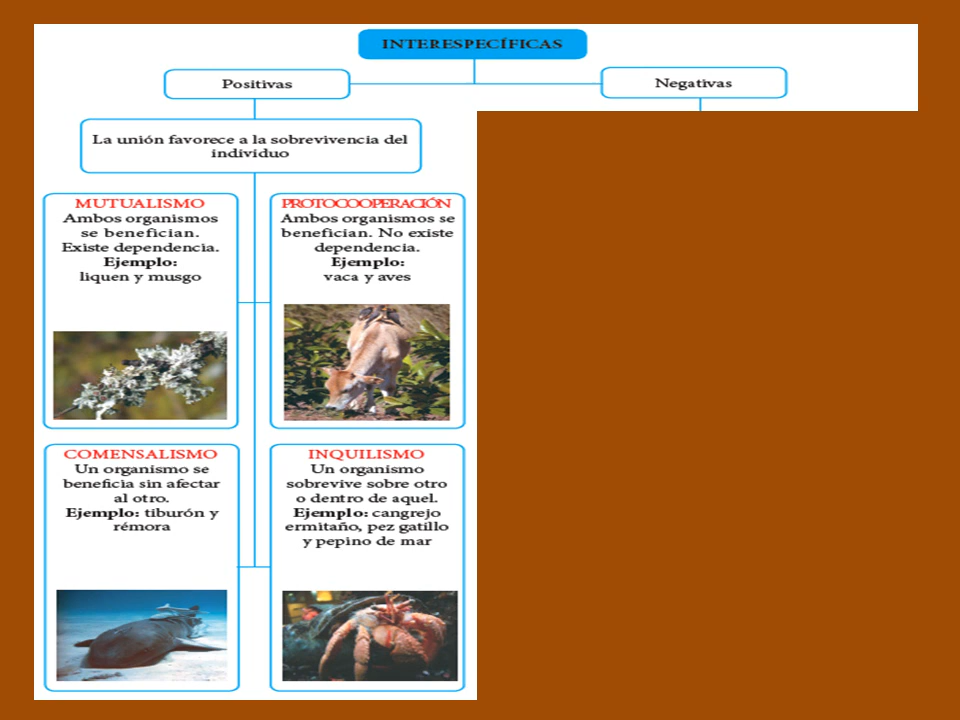 INTERESPECÍFICAS
Positivas
Negativas
La unión favorece a la sobrevivencia del
individuo
MUTUALISMO
Ambos organismos
se benefician.
Existe dependencia.
Ejemplo:
liquen y musgo
PROTOCOOPERACIÓN
Ambos organismos se
benefician. No existe
dependencia.
Ejemplo:
vaca y aves
COMENSALISMO
Un organismo se
beneficia sin afectar
al otro.
Ejemplo: tiburón y
rémora
INQUILISMO
Un organismo
sobrevive sobre otro
o dentro de aquel.
Ejemplo: cangrejo
ermitaño, pez gatillo
y pepino de mar